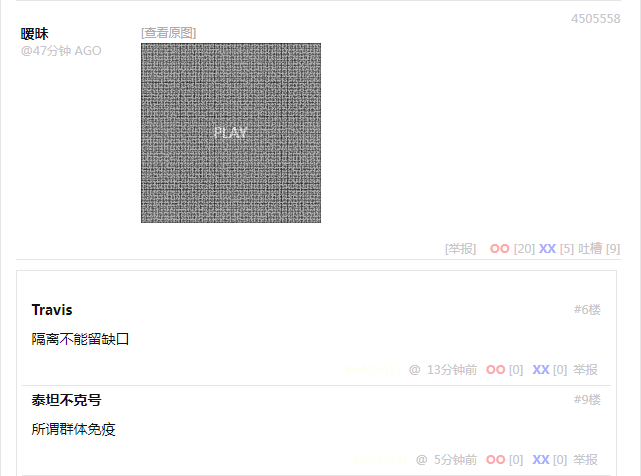 4505558
暧昧
[查看原图]
@47分钟 AGO
PLAY
[举报] OO [20] XX [5] 吐槽 [9]
Travis #6楼
隔离不能留缺口
@ 13分钟前 OO [0] XX [0] 举报
泰坦不克号 #9楼
所谓群体免疫
@ 5分钟前 OO [0] XX [0] 举报